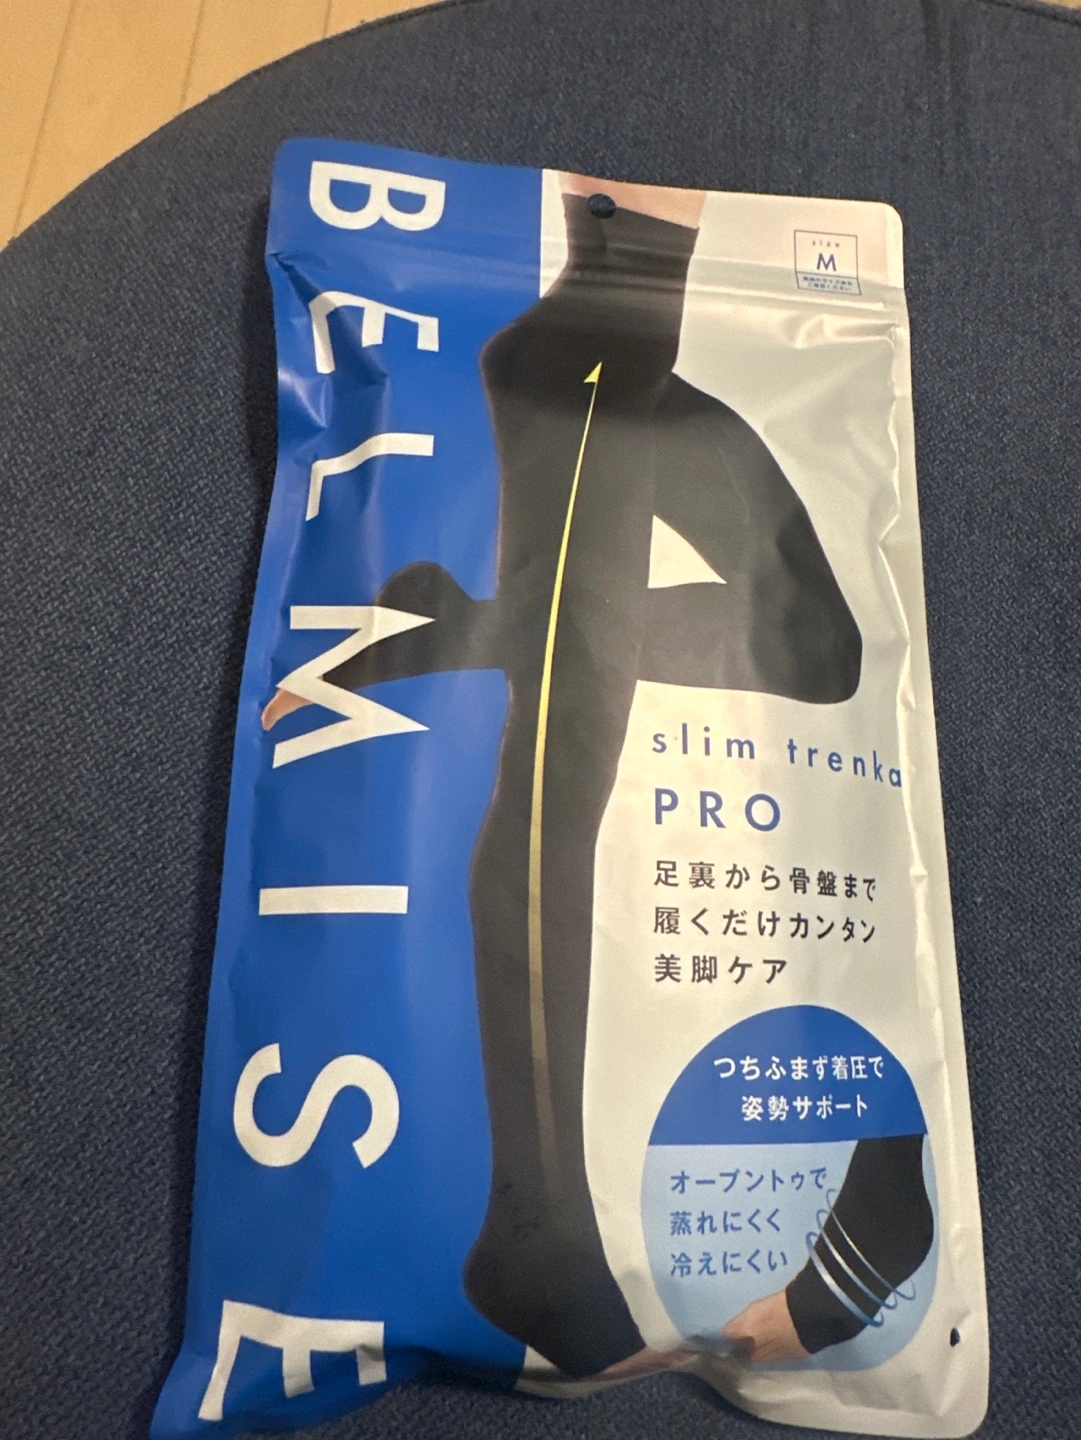 BELMISE
size
M
slim trenka
PRO
足裏から骨盤まで
履くだけカンタン
美脚ケア
つちふまず着圧で
姿勢サポート
オープントゥで
蒸れにくく
冷えにくい